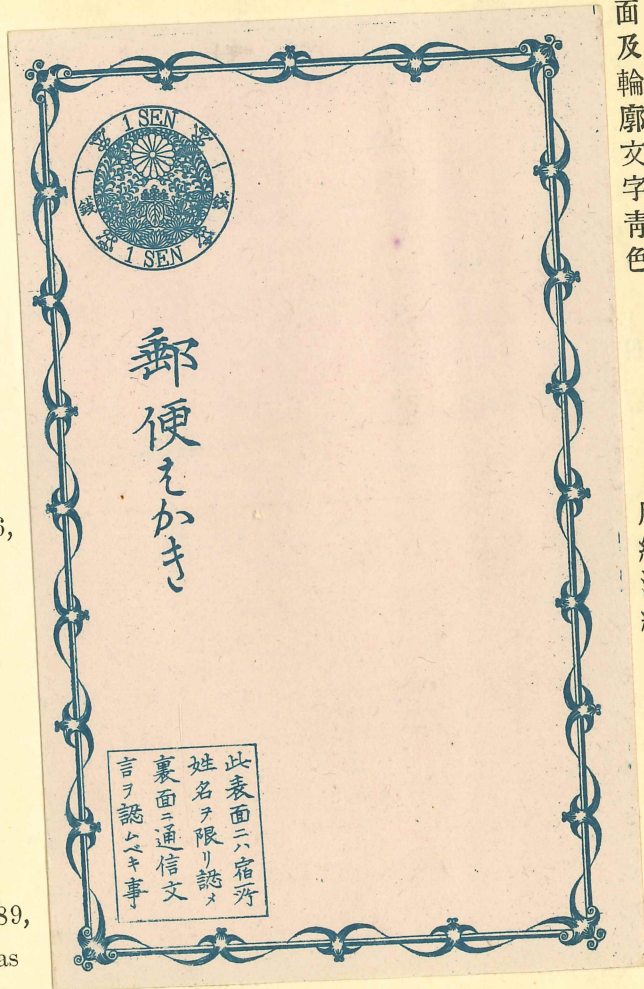 面及輪廓文字青色
1 SEN
一銭
一銭
1 SEN
郵便はかき
此表面ニハ宿所
姓名ヲ限リ認メ
裏面ニ通信文
言ヲ認ムベキ事
6,
89,
as